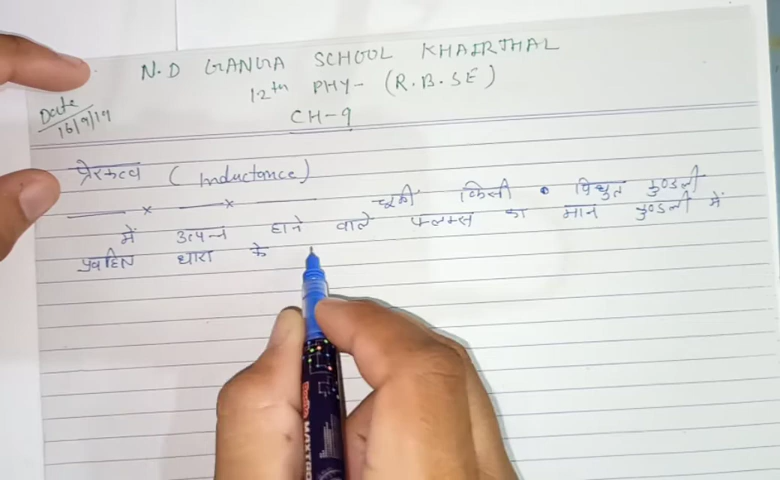 N.D GANGA SCHOOL KHAIRTHAL
12th PHY- (R.B.SE)
Date
16/9/19
CH-9
प्रेरकत्व (Inductance)
चूकी किसी विधुत कुण्डली
में उत्पन्न होने वाले फ्लक्स का मान कुण्डली में
प्रवहित धारा के